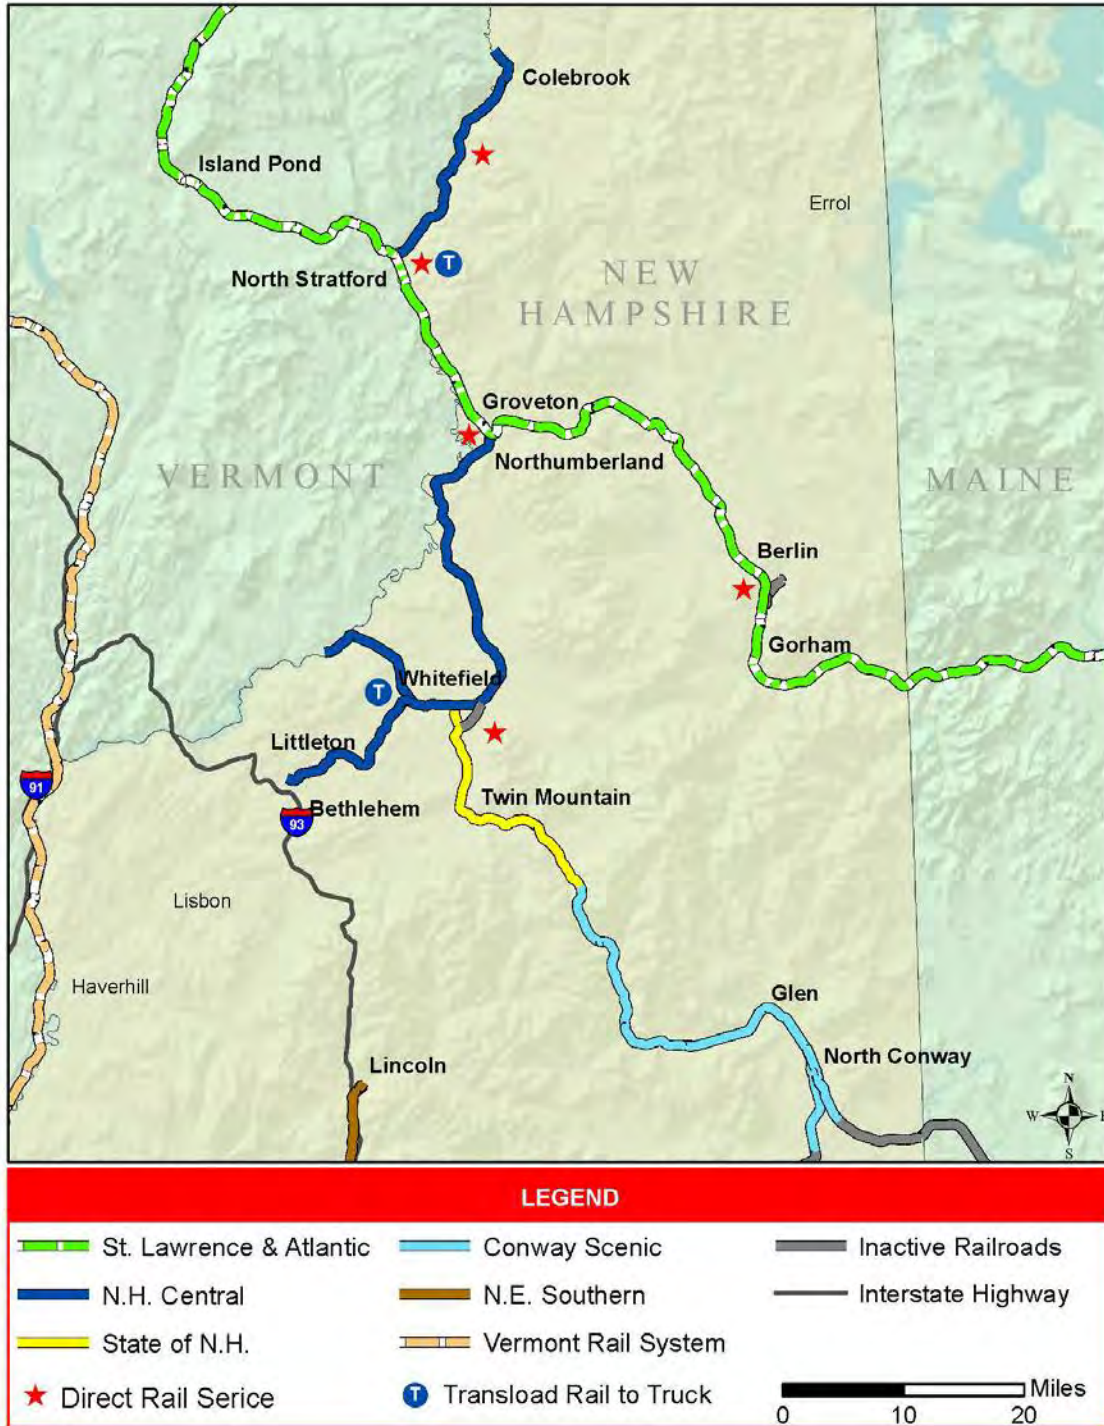 Colebrook
Island Pond
Errol
T
North Stratford
NEW
HAMPSHIRE
Groveton
Northumberland
VERMONT
MAINE
Berlin
Gorham
Whitefield
T
Littleton
91
Bethlehem
93
Twin Mountain
Lisbon
Haverhill
Glen
North Conway
Lincoln
N
W E
S
LEGEND
St. Lawrence & Atlantic Conway Scenic Inactive Railroads
N.H. Central N.E. Southern Interstate Highway
State of N.H. Vermont Rail System
Direct Rail Serice T Transload Rail to Truck Miles
0 10 20